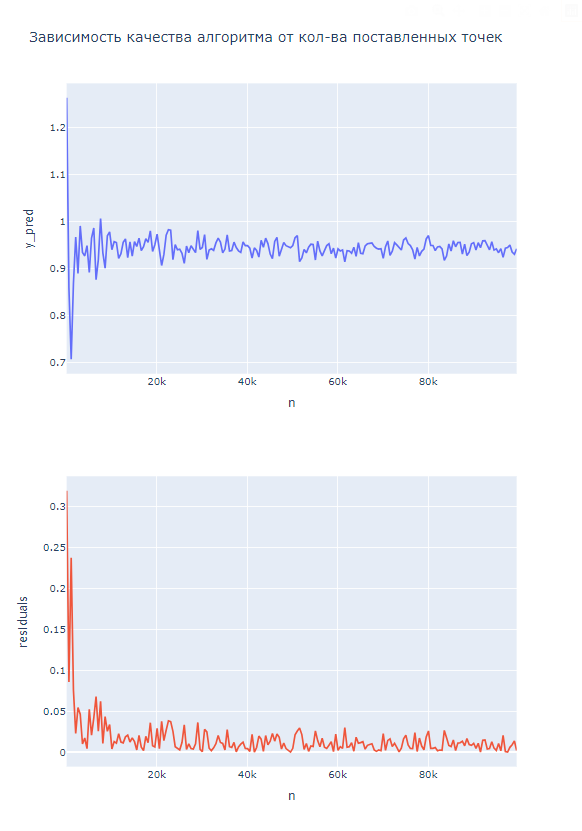 Зависимость качества алгоритма от кол-ва поставленных точек
1.2
1.1
1
0.9
0.8
0.7
y_pred
20k 40k 60k 80k
n
0.3
0.25
0.2
0.15
0.1
0.05
0
residuals
20k 40k 60k 80k
n